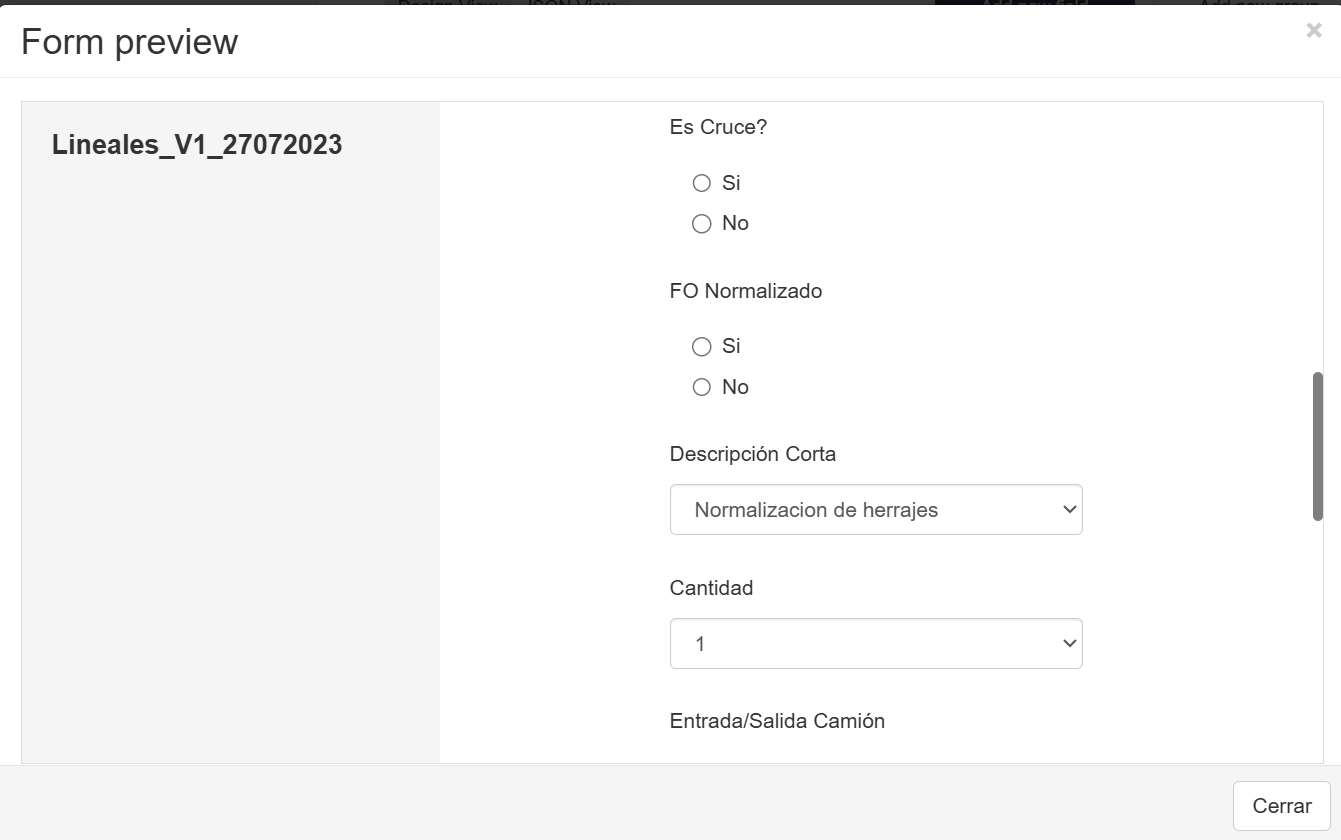 Form preview
×
Lineales_V1_27072023
Es Cruce?
Si
No
FO Normalizado
Si
No
Descripción Corta
Normalizacion de herrajes
Cantidad
1
Entrada/Salida Camión
Cerrar